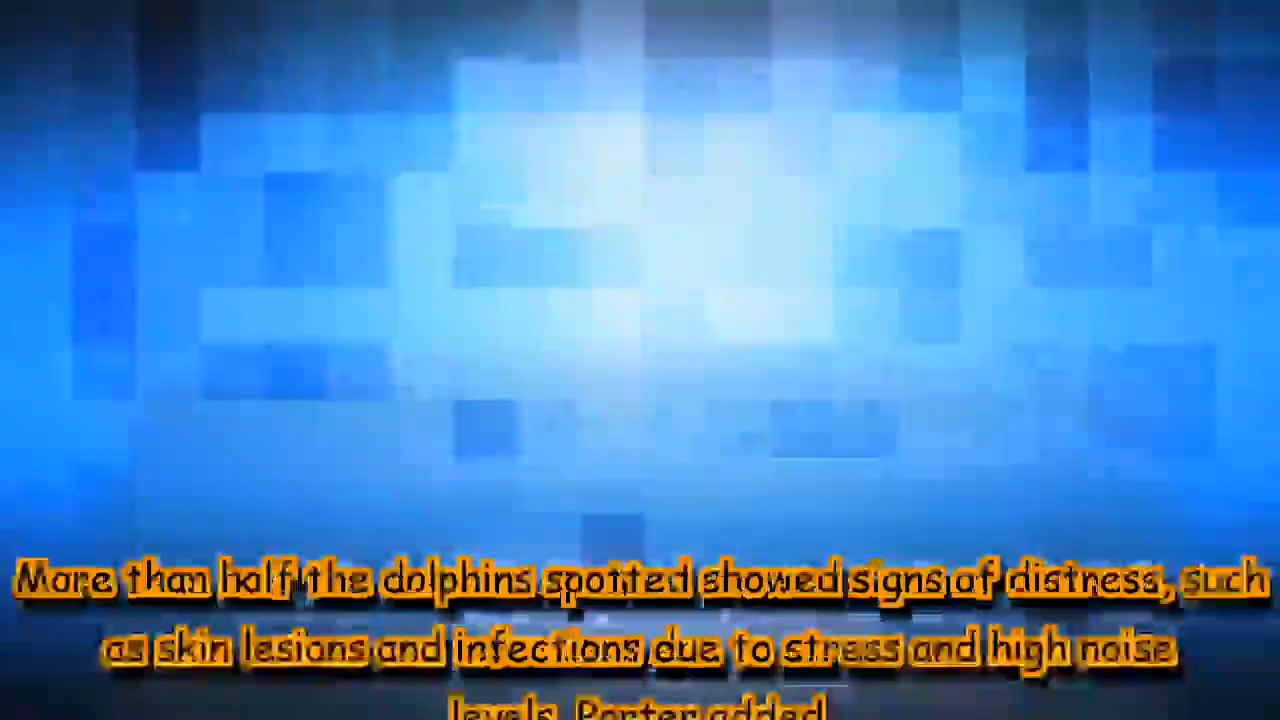 More than half the dolphins spotted showed signs of distress, such
as skin lesions and infections due to stress and high noise
levels, Porter added.